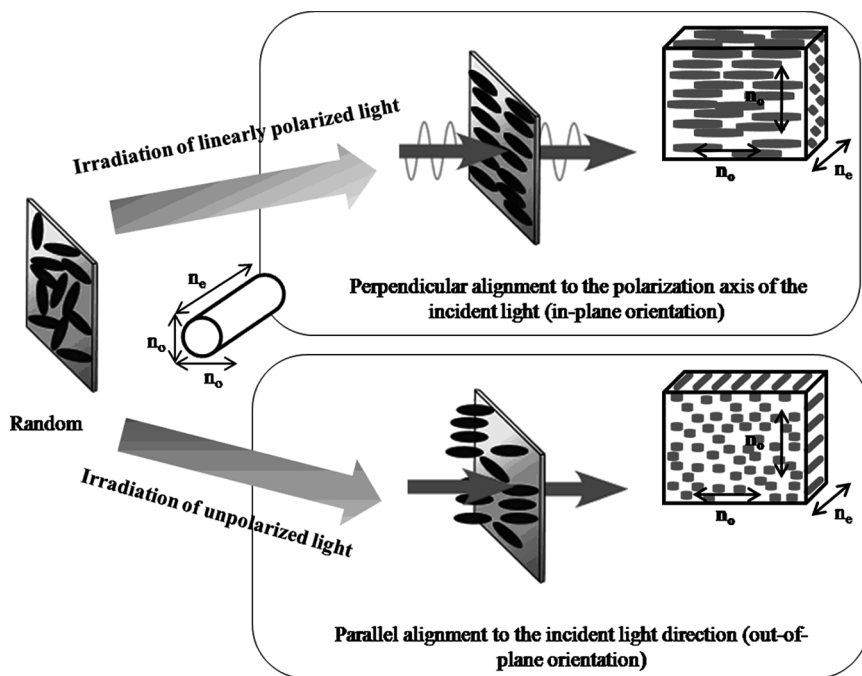 Irradiation of linearly polarized light
nₒ
nₒ
nₑ
Perpendicular alignment to the polarization axis of the
incident light (in-plane orientation)
nₑ
nₒ
nₒ
Random
Irradiation of unpolarized light
nₒ
nₒ
nₑ
Parallel alignment to the incident light direction (out-of-
plane orientation)